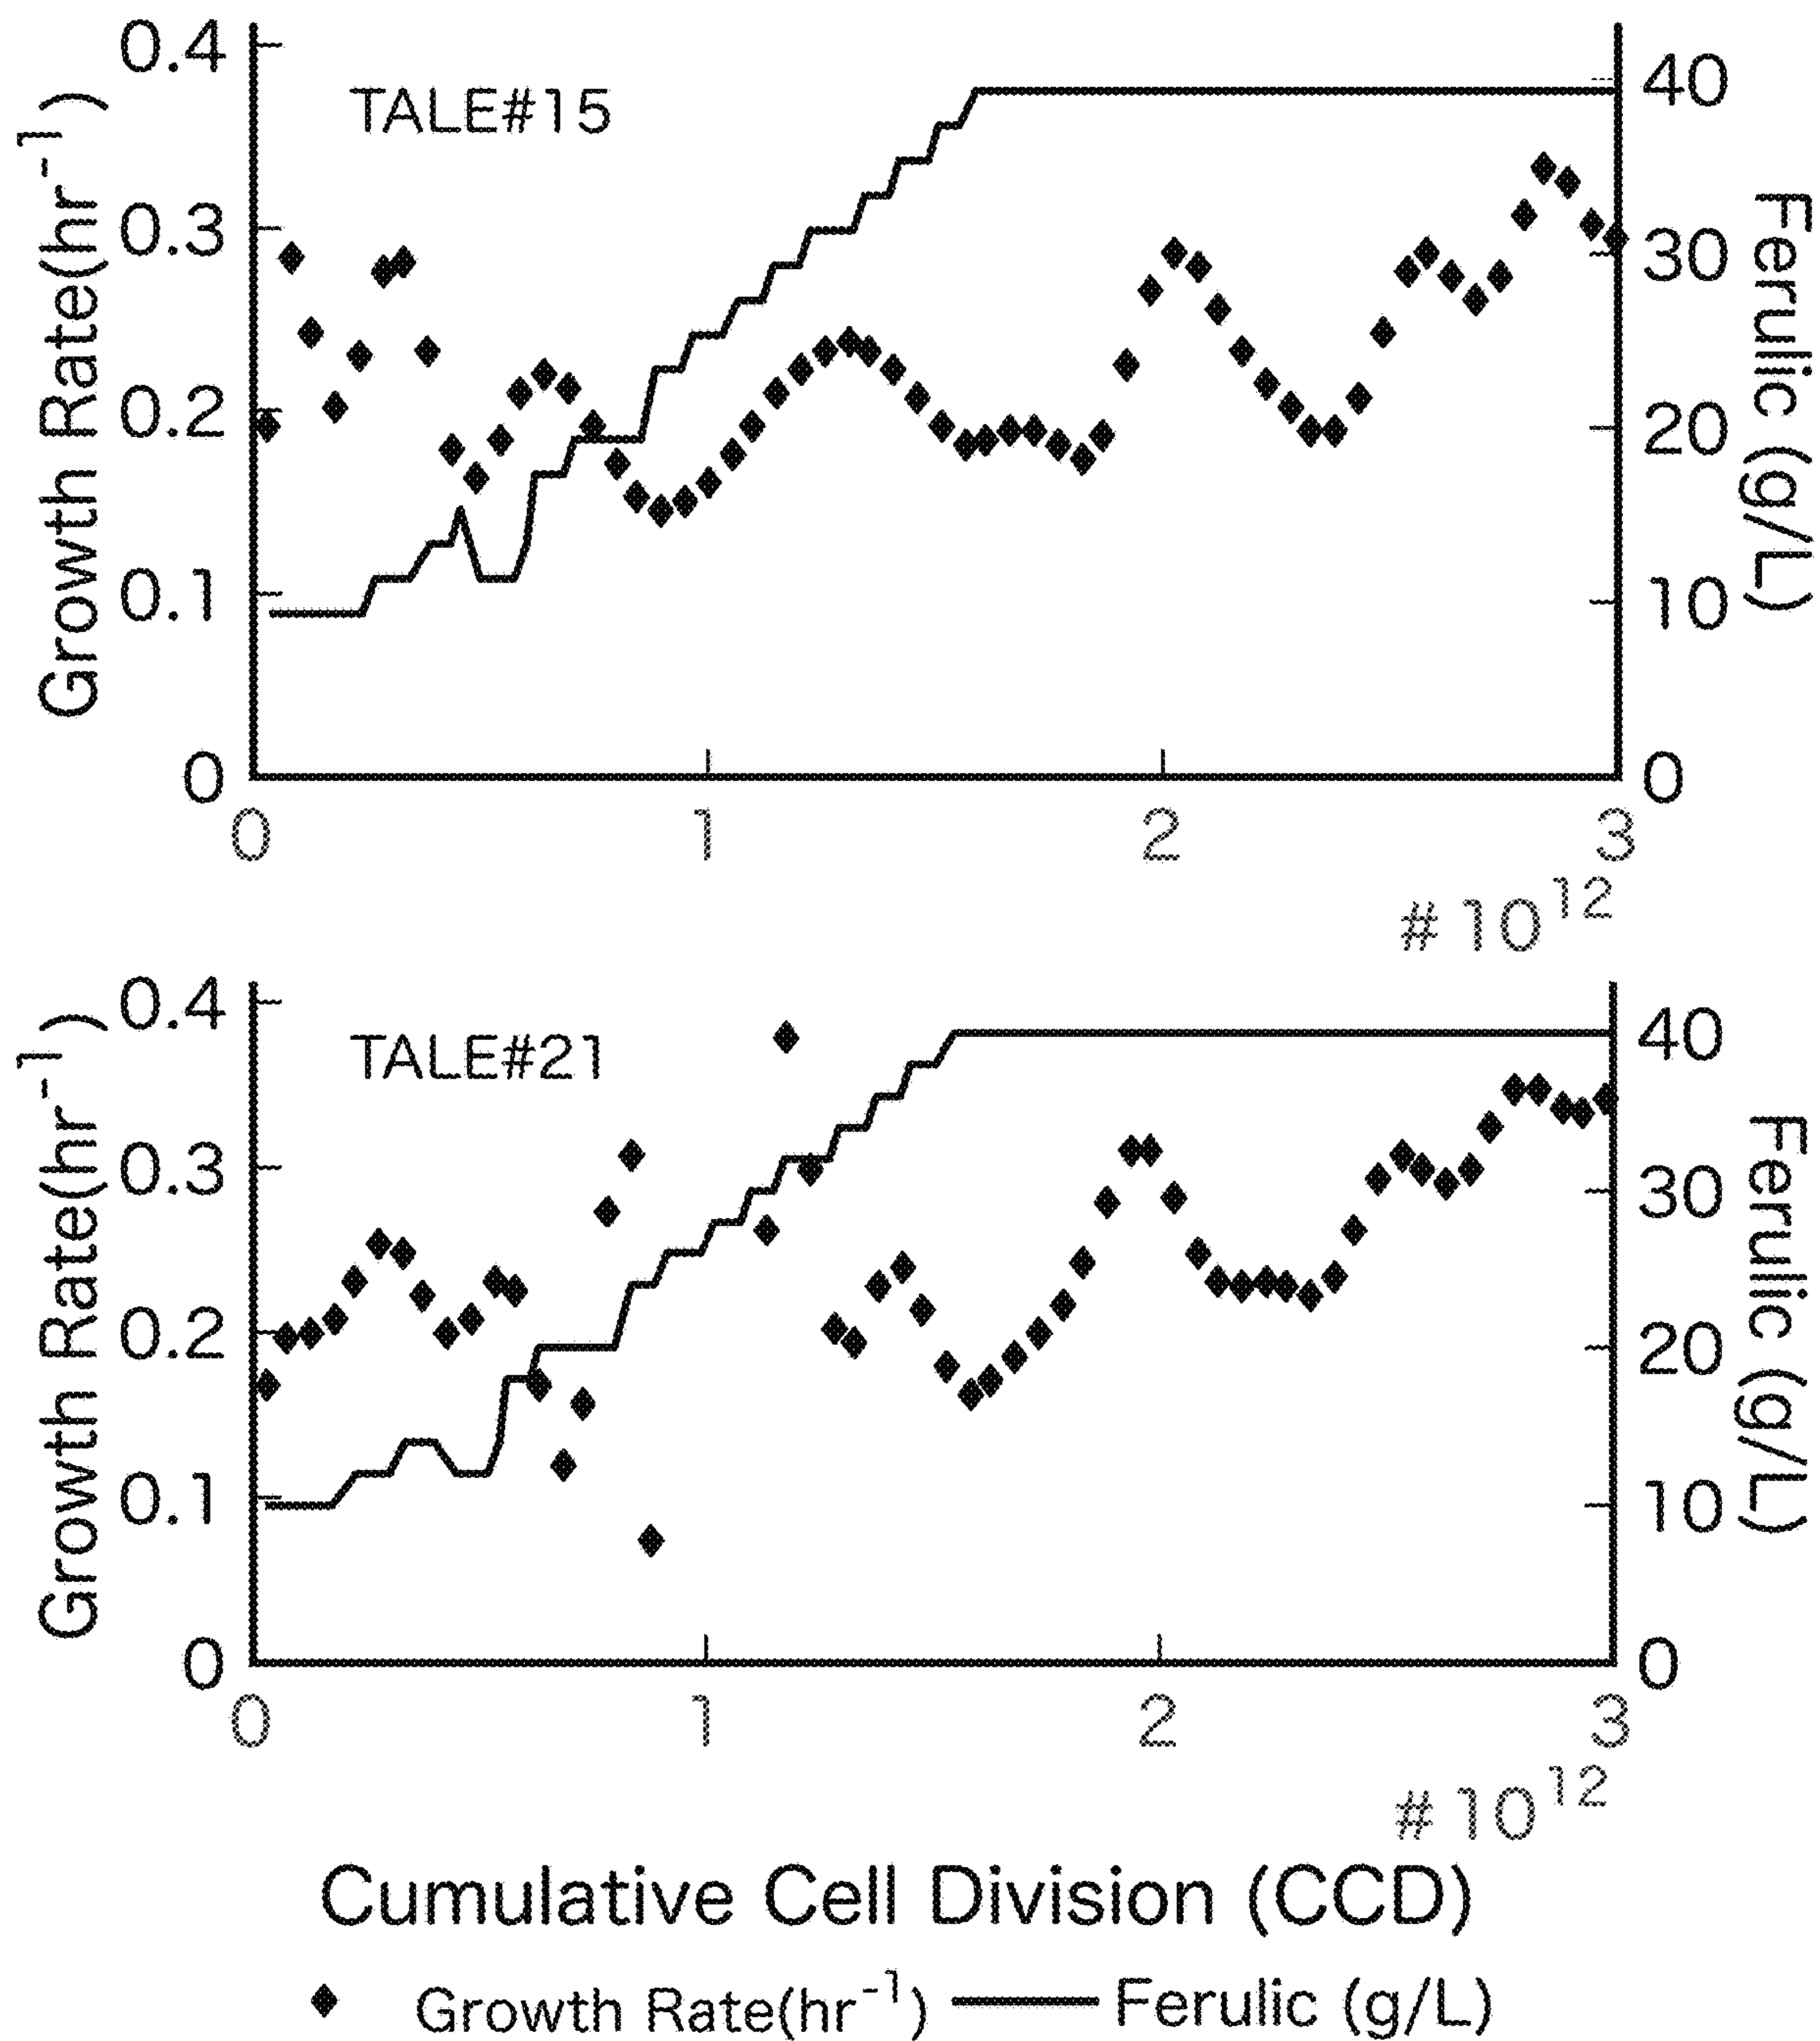 TALE#15
Growth Rate(hr⁻¹)
0.4
0.3
0.2
0.1
0
40
30
20
10
0
Ferulic (g/L)
0 1 2 3
# 10¹²
TALE#21
Growth Rate(hr⁻¹)
0.4
0.3
0.2
0.1
0
40
30
20
10
0
Ferulic (g/L)
0 1 2 3
# 10¹²
Cumulative Cell Division (CCD)
Growth Rate(hr⁻¹) Ferulic (g/L)